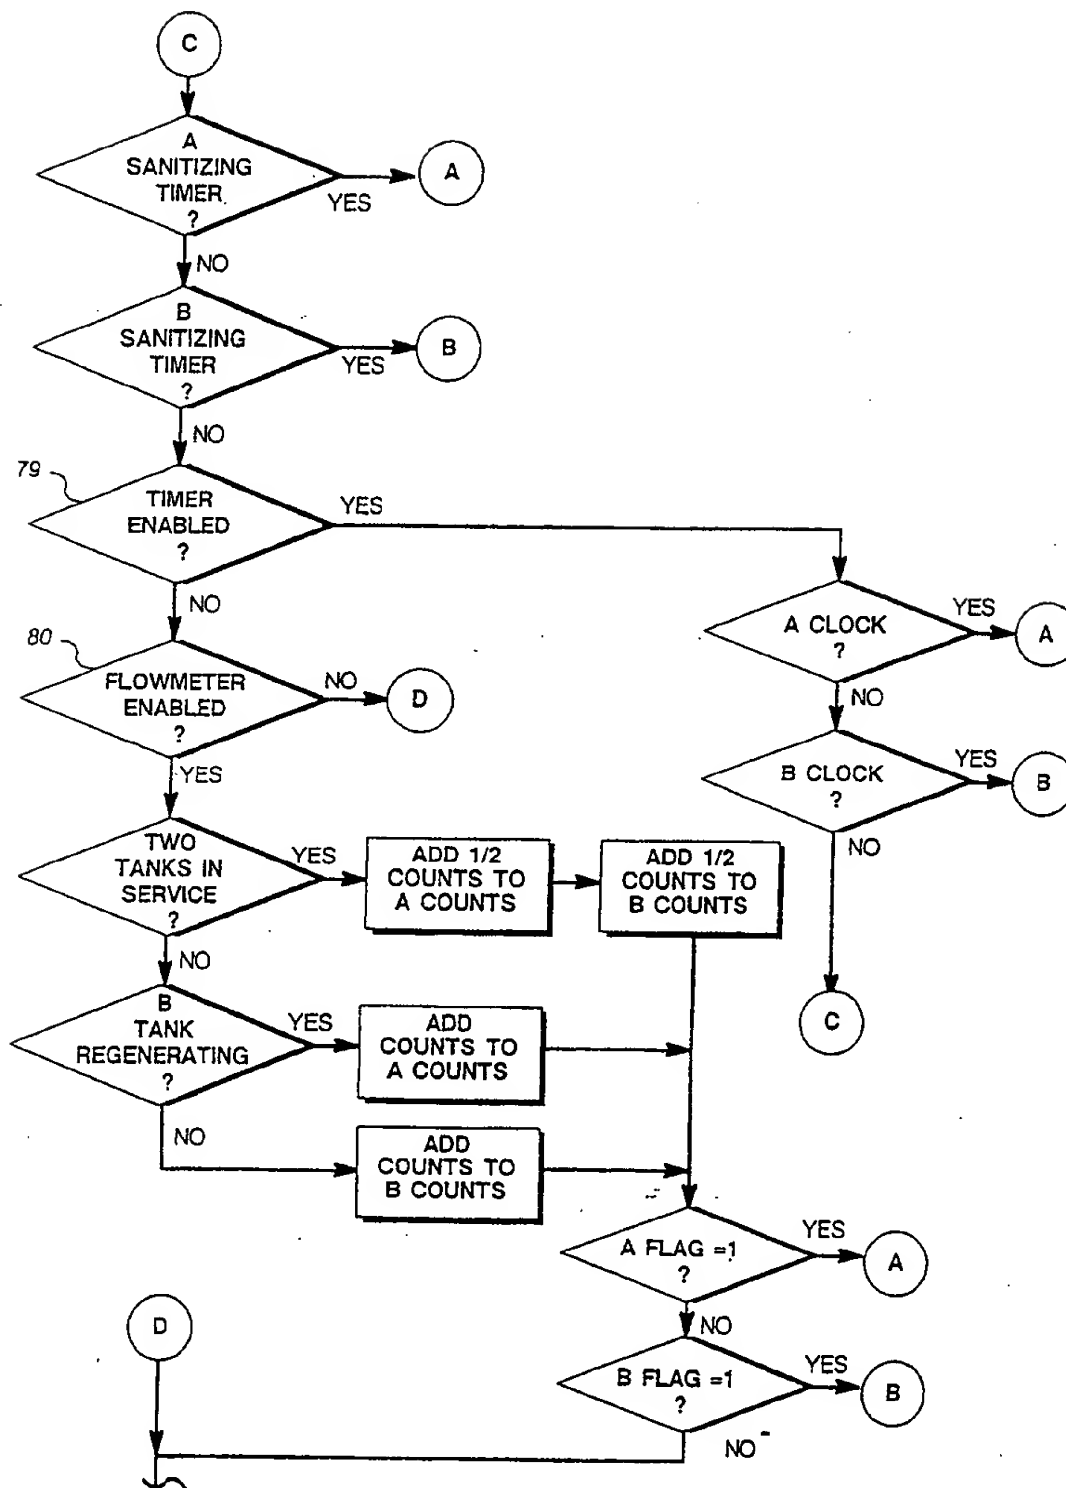 C
A
SANITIZING
TIMER
?
YES
A
NO
B
SANITIZING
TIMER
?
YES
B
NO
79
TIMER
ENABLED
?
YES
NO
A CLOCK
?
YES
A
NO
B CLOCK
?
YES
B
NO
C
80
FLOWMETER
ENABLED
?
NO
D
YES
TWO
TANKS IN
SERVICE
?
YES
ADD 1/2
COUNTS TO
A COUNTS
ADD 1/2
COUNTS TO
B COUNTS
NO
B
TANK
REGENERATING
?
YES
ADD
COUNTS TO
A COUNTS
NO
ADD
COUNTS TO
B COUNTS
A FLAG =1
?
YES
A
NO
B FLAG =1
?
YES
B
NO
D